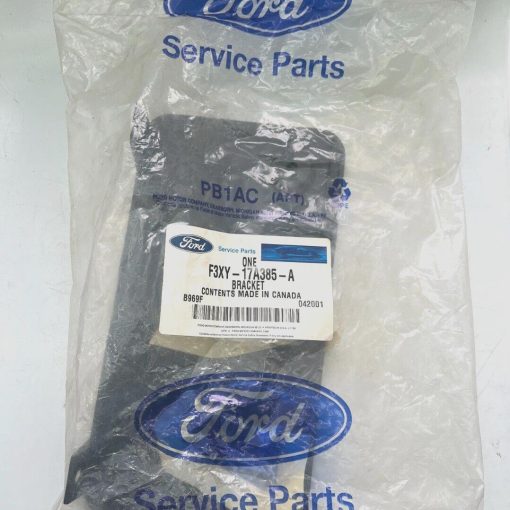 Ford
Service Parts
PB1AC (APT)
Ford Service Parts
ONE
F3XY-17A385-A
BRACKET
CONTENTS MADE IN CANADA
B969F 042001
Ford
Service Parts